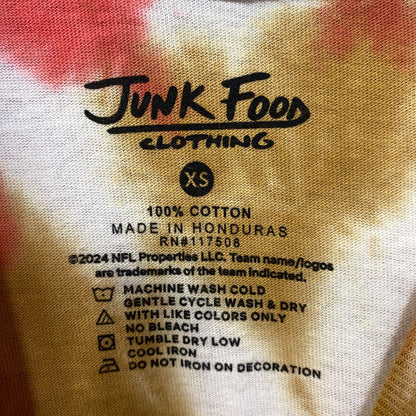 JUNK FOOD
CLOTHING
XS
100% COTTON
MADE IN HONDURAS
RN#117508
©2024 NFL Properties LLC. Team name/logos
are trademarks of the team indicated.
MACHINE WASH COLD
GENTLE CYCLE WASH & DRY
WITH LIKE COLORS ONLY
NO BLEACH
TUMBLE DRY LOW
COOL IRON
DO NOT IRON ON DECORATION